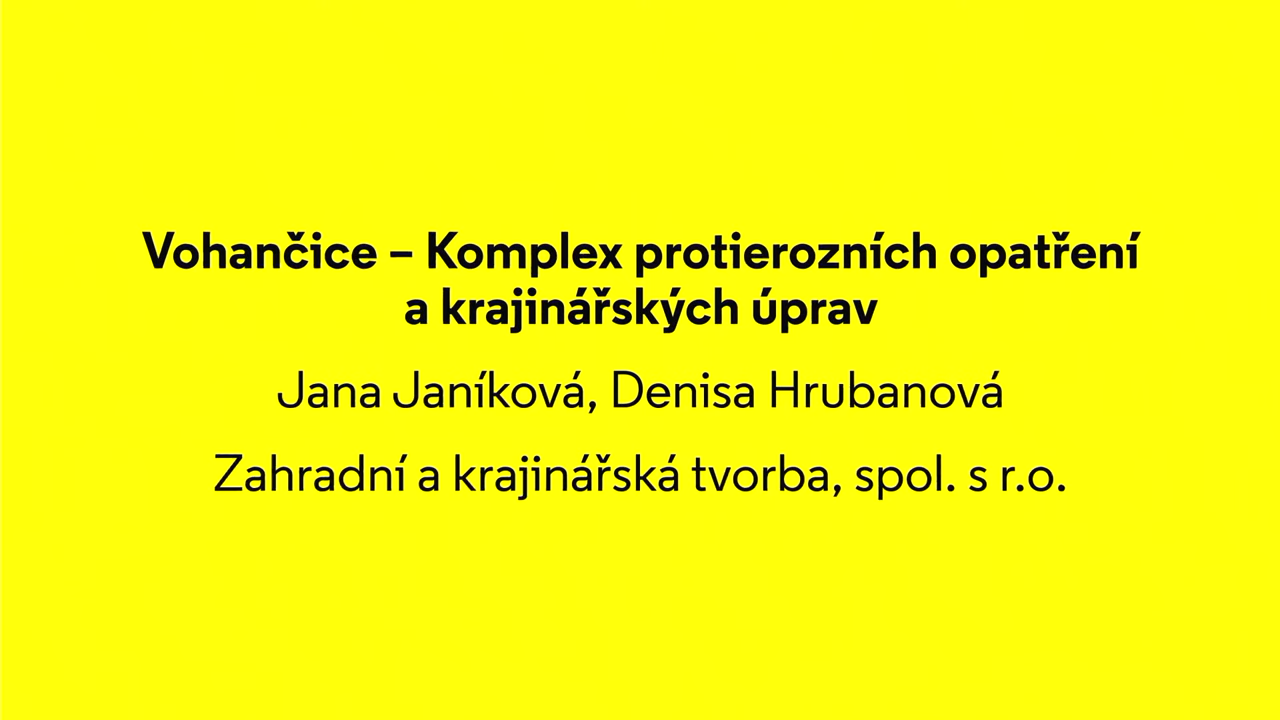 Vohančice – Komplex protierozních opatření
a krajinářských úprav
Jana Janíková, Denisa Hrubanová
Zahradní a krajinářská tvorba, spol. s r.o.